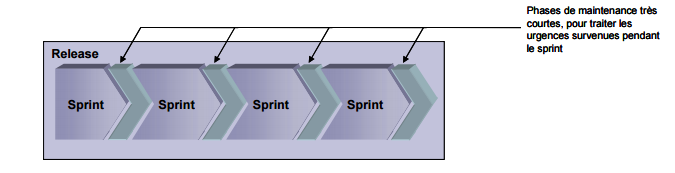 Phases de maintenance très
courtes, pour traiter les
urgences survenues pendant
le sprint
Release
Sprint
Sprint
Sprint
Sprint